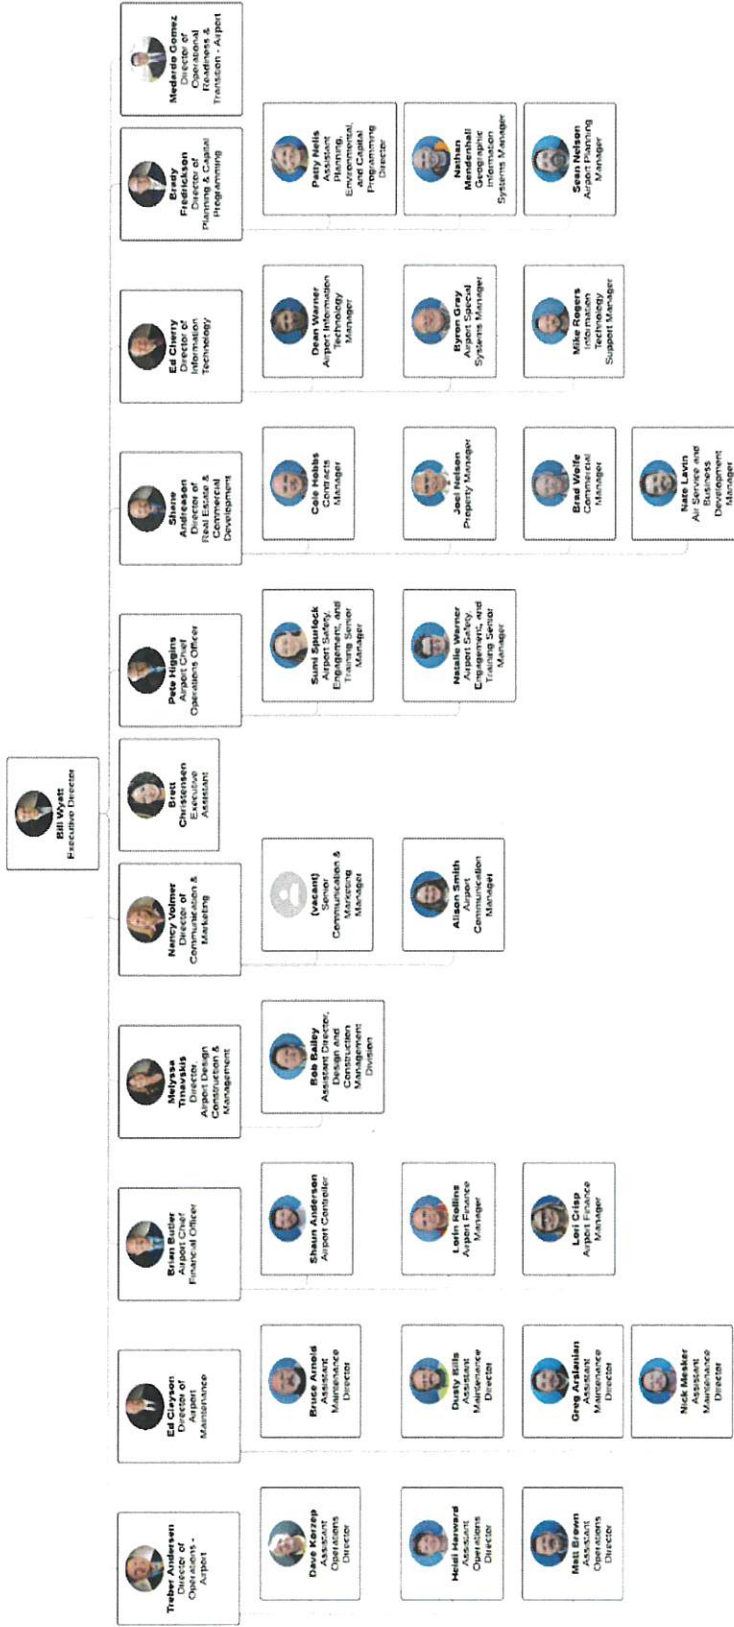 Bill Wyatt
Executive Director
Treber Andersen
Director of
Operations -
Airport
Dave Korzep
Assistant
Operations
Director
Heidi Harward
Assistant
Operations
Director
Matt Brown
Assistant
Operations
Director
Ed Clayson
Director of
Airport
Maintenance
Bruce Arnold
Assistant
Maintenance
Director
Dusty Bills
Assistant
Maintenance
Director
Greg Arslanian
Assistant
Maintenance
Director
Nick Mesker
Assistant
Maintenance
Director
Brian Butler
Airport Chief
Financial Officer
Shaun Anderson
Airport Controller
Lorin Rollins
Airport Finance
Manager
Lori Crisp
Airport Finance
Manager
Melyssa
Trnavskis
Director,
Airport Design
Construction &
Management
Bob Bailey
Assistant Director,
Design and
Construction
Management
Division
Nancy Volmer
Director of
Communication &
Marketing
(vacant)
Senior
Communication &
Marketing
Manager
Alison Smith
Airport
Communication
Manager
Brett
Christensen
Executive
Assistant
Pete Higgins
Airport Chief
Operations Officer
Sumi Spurlock
Airport Safety,
Engagement, and
Training Senior
Manager
Natalie Warner
Airport Safety,
Engagement, and
Training Senior
Manager
Shane
Andreason
Director of
Real Estate &
Commercial
Development
Cole Hobbs
Contracts
Manager
Joel Nelson
Property Manager
Brad Wolfe
Commercial
Manager
Nate Lavin
Air Service and
Business
Development
Manager
Ed Cherry
Director of
Information
Technology
Dean Warner
Airport Information
Technology
Manager
Byron Gray
Airport Special
Systems Manager
Mike Rogers
Information
Technology
Support Manager
Brady
Fredrickson
Director of
Planning & Capital
Programming
Patty Nelis
Assistant
Planning,
Environmental,
and Capital
Programming
Director
Nathan
Mendenhall
Geographic
Information
Systems Manager
Sean Nelson
Airport Planning
Manager
Medardo Gomez
Director of
Operational
Readiness &
Transition - Airport